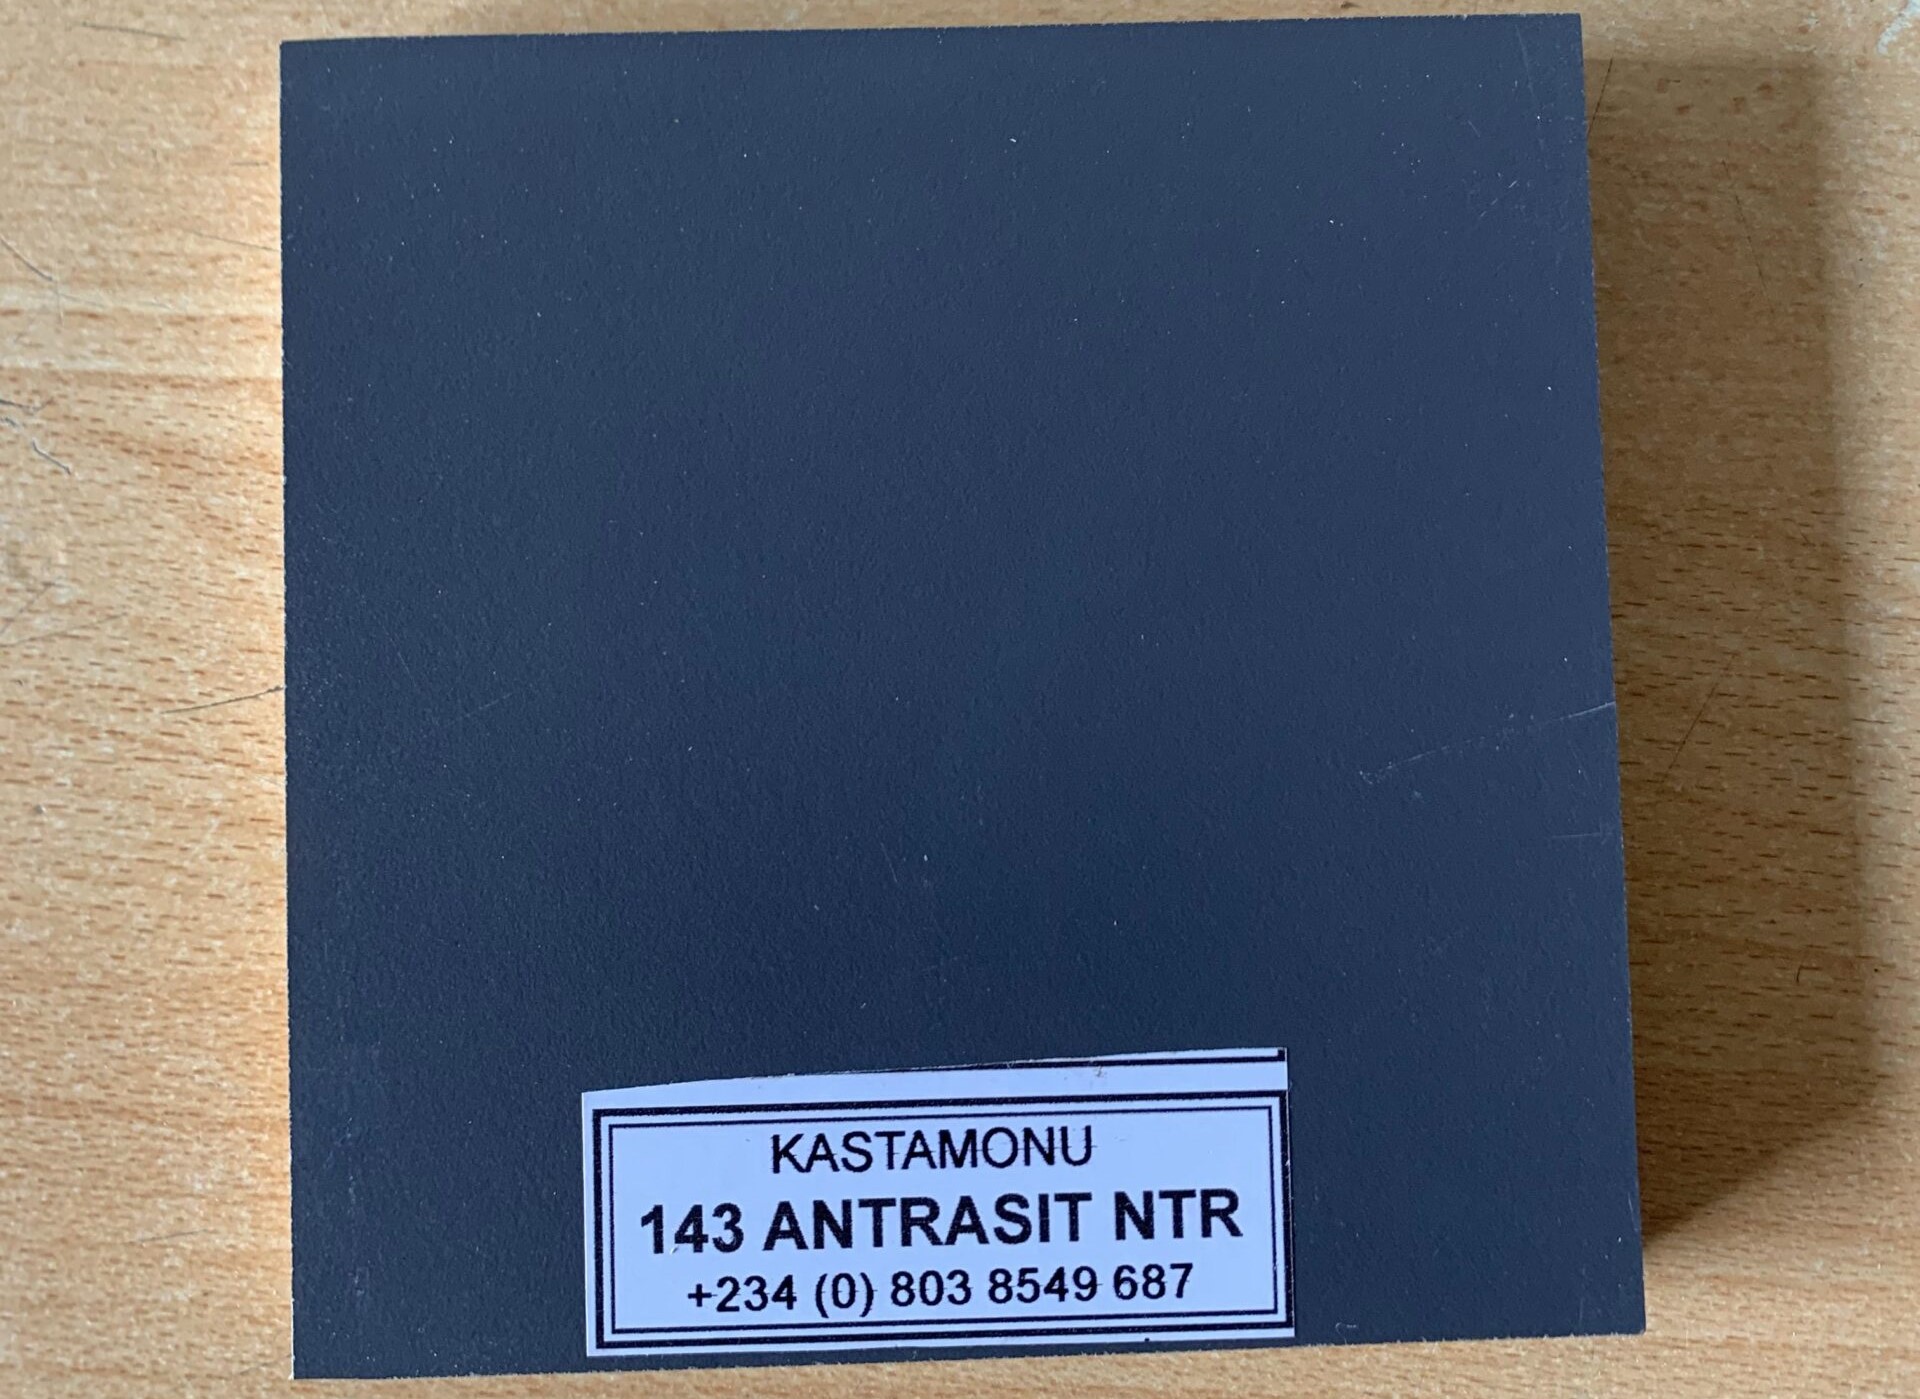 KASTAMONU
143 ANTRASIT NTR
+234 (0) 803 8549 687